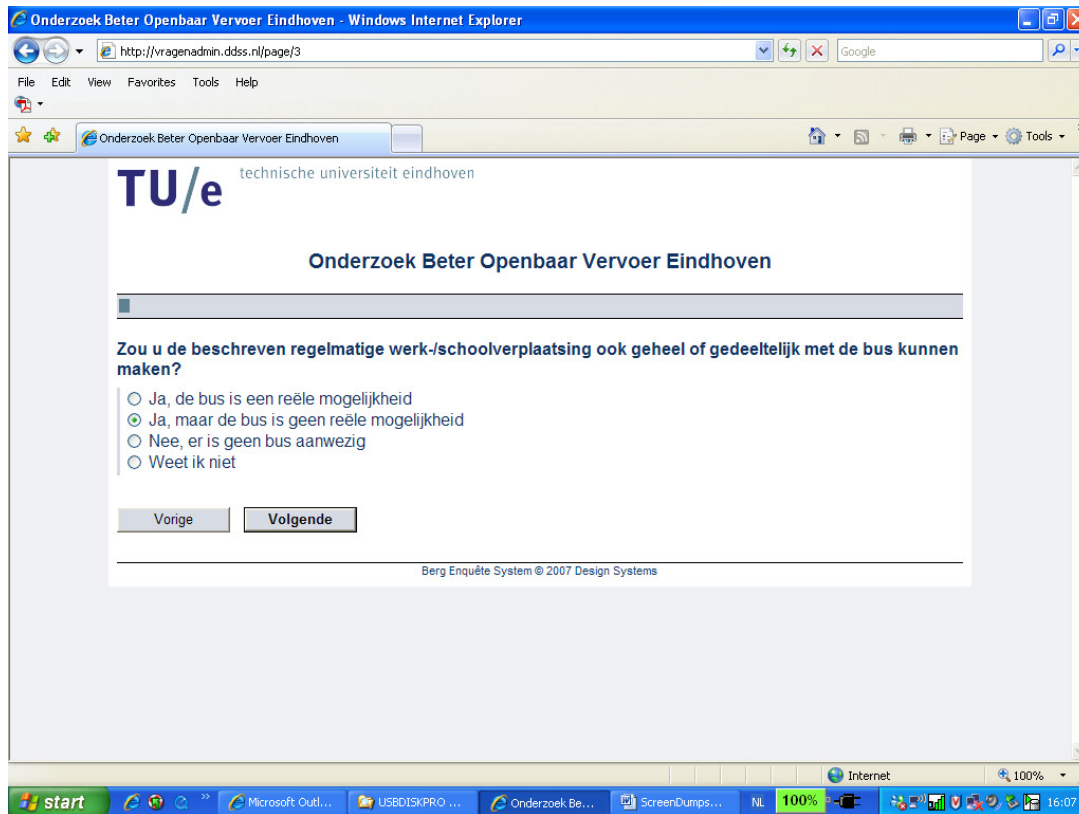 Onderzoek Beter Openbaar Vervoer Eindhoven - Windows Internet Explorer
http://vragenadmin.ddss.nl/page/3
Google
File Edit View Favorites Tools Help
Onderzoek Beter Openbaar Vervoer Eindhoven
Page Tools
TU/e technische universiteit eindhoven
Onderzoek Beter Openbaar Vervoer Eindhoven
Zou u de beschreven regelmatige werk-/schoolverplaatsing ook geheel of gedeeltelijk met de bus kunnen
maken?
Ja, de bus is een reële mogelijkheid
Ja, maar de bus is geen reële mogelijkheid
Nee, er is geen bus aanwezig
Weet ik niet
Vorige Volgende
Berg Enquête System © 2007 Design Systems
Internet 100%
start Microsoft Outl... USBDISKPRO ... Onderzoek Be... ScreenDumps... NL 100% 16:07